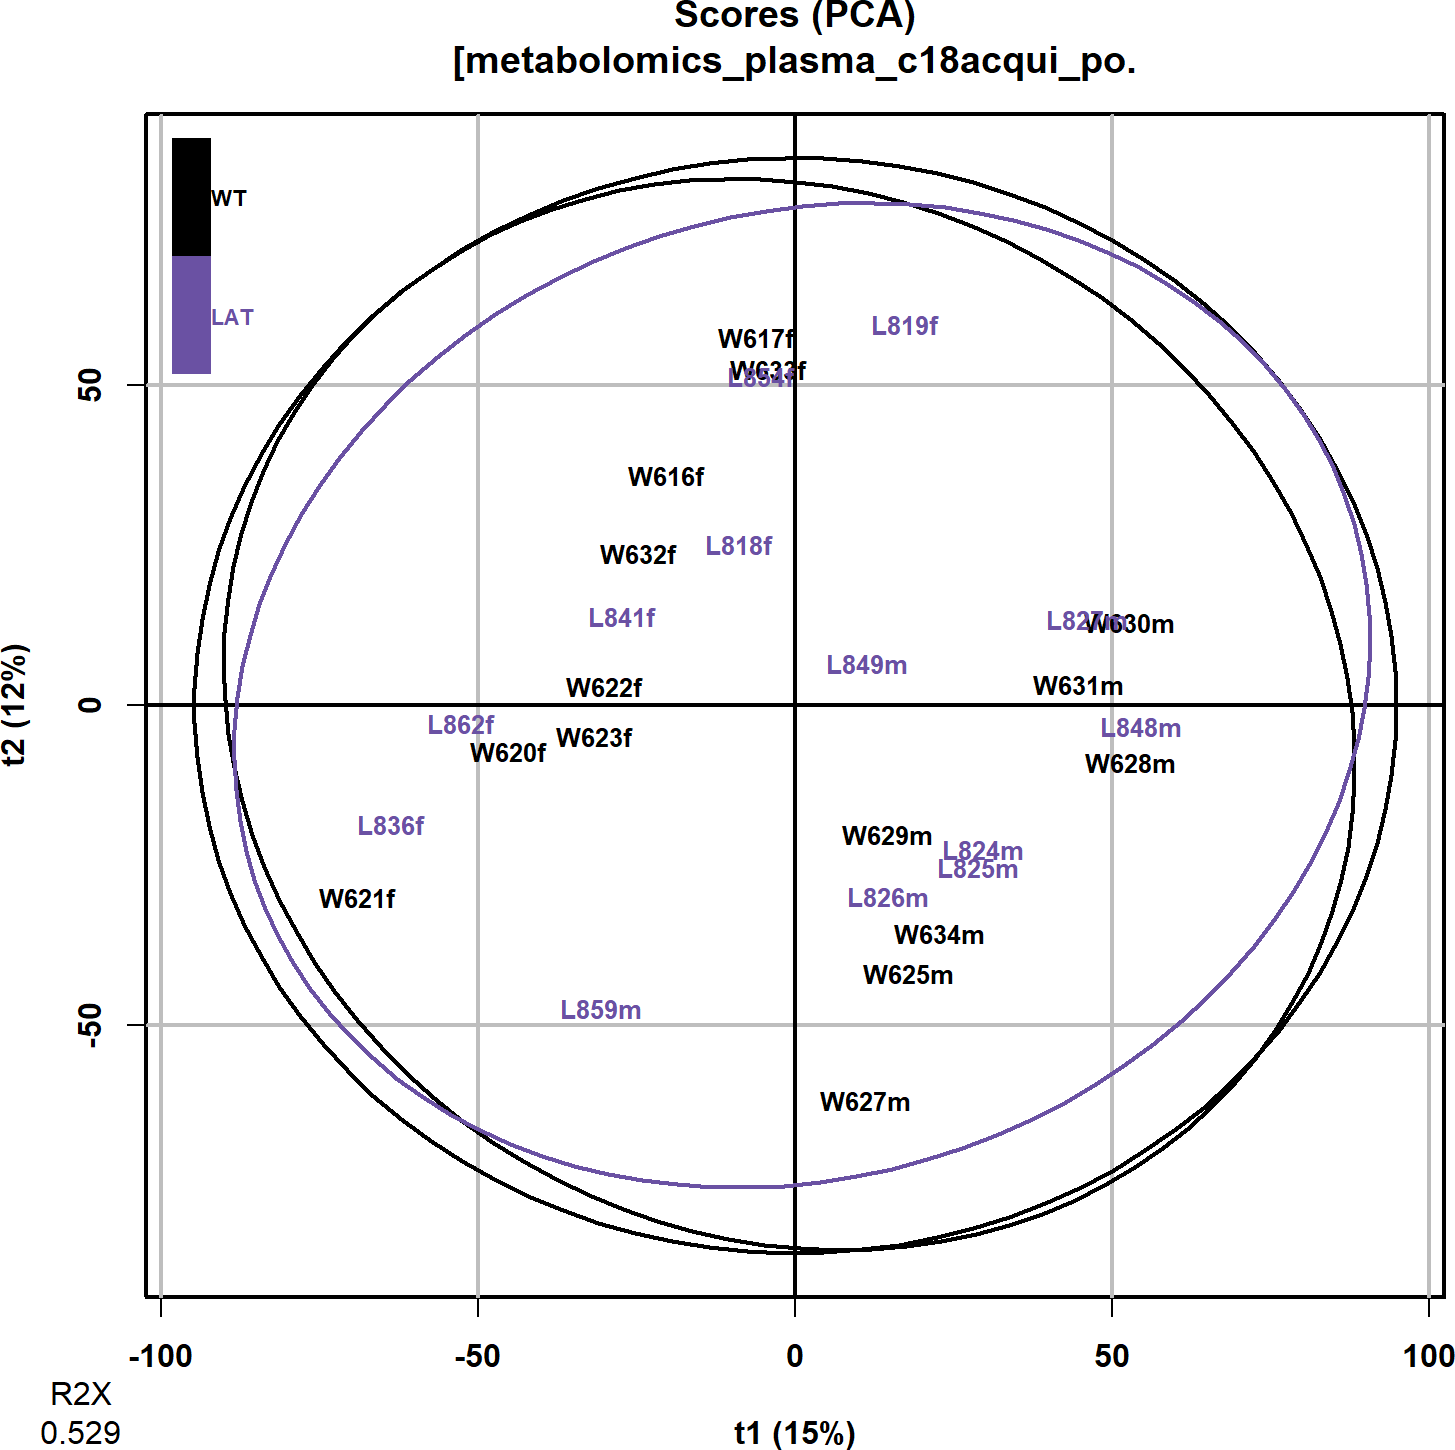 Scores (PCA)
[metabolomics_plasma_c18acqui_po.
WT
LAT
L819f
W617f
W633f
L854f
W616f
L818f
W632f
L841f
L827m
W630m
L849m
W622f
W631m
L862f
W623f
W620f
L848m
W628m
L836f
W629m
L824m
L825m
L826m
W621f
W634m
W625m
L859m
W627m
50
0
-50
t2 (12%)
-100
-50
0
50
100
R2X
0.529
t1 (15%)